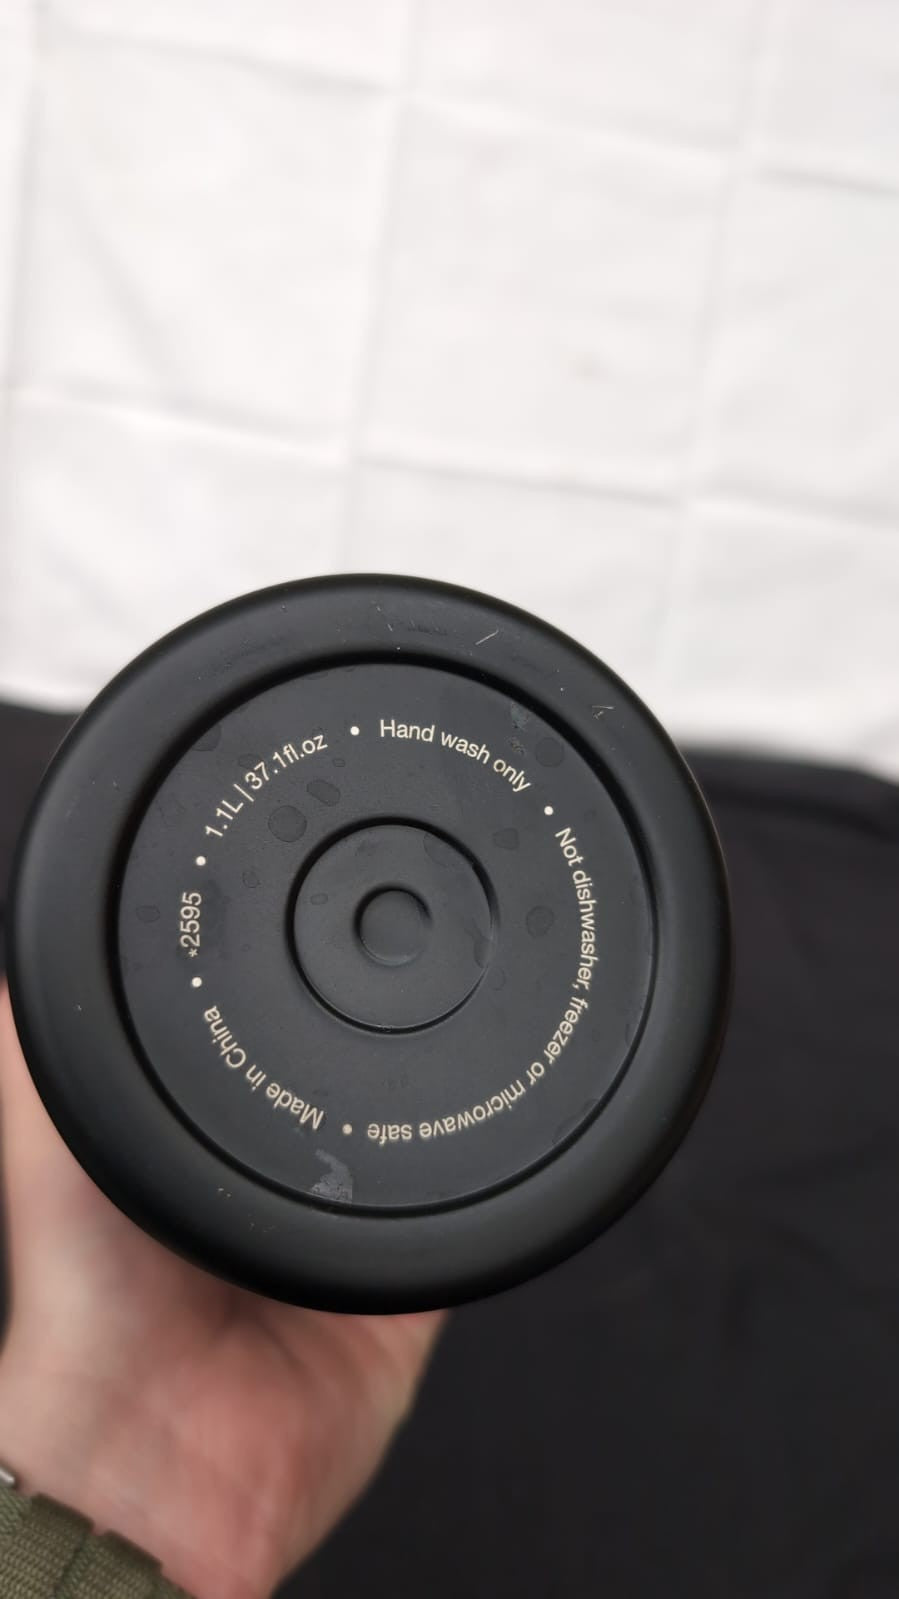 Hand wash only • Not dishwasher, freezer or microwave safe • Made in China • *2595 • 1.1L | 37.1fl.oz •